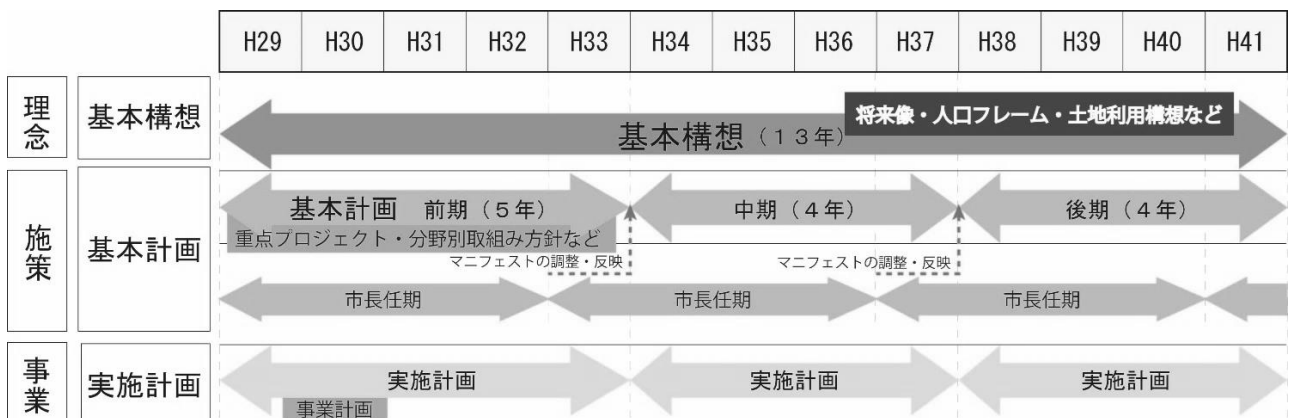 H29 H30 H31 H32 H33 H34 H35 H36 H37 H38 H39 H40 H41
理念
基本構想
将来像・人口フレーム・土地利用構想など
基本構想（１３年）
施策
基本計画
基本計画 前期（５年）
中期（４年）
後期（４年）
重点プロジェクト・分野別取組み方針など
マニフェストの調整・反映
マニフェストの調整・反映
市長任期
市長任期
市長任期
事業
実施計画
実施計画
実施計画
実施計画
事業計画